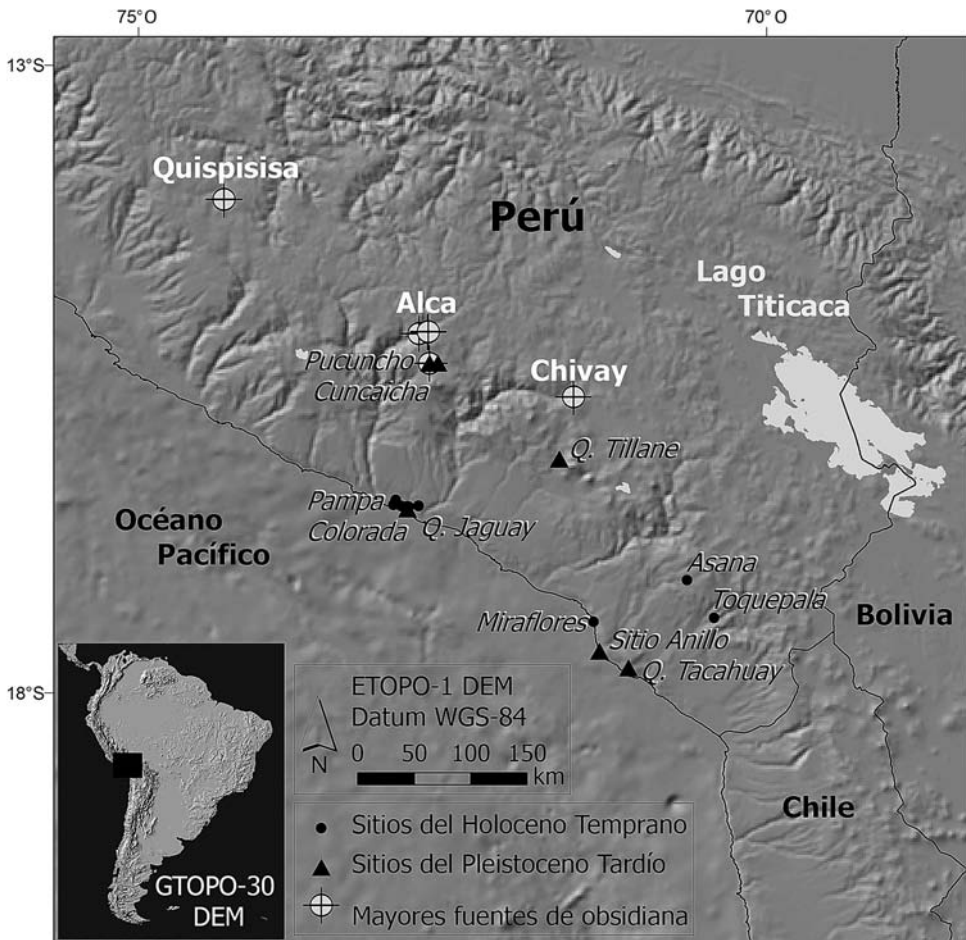 75° O
70° O
13°S
Quispisisa
Perú
Lago
Titicaca
Alca
Pucuncho
Cuncaicha
Chivay
Q. Tillane
Pampa
Colorada
Q. Jaguay
Océano
Pacífico
Asana
Toquepala
Miraflores
Bolivia
Sitio Anillo
Q. Tacahuay
18°S
ETOPO-1 DEM
Datum WGS-84
0 50 100 150
km
N
Chile
Sitios del Holoceno Temprano
Sitios del Pleistoceno Tardío
Mayores fuentes de obsidiana
GTOPO-30
DEM